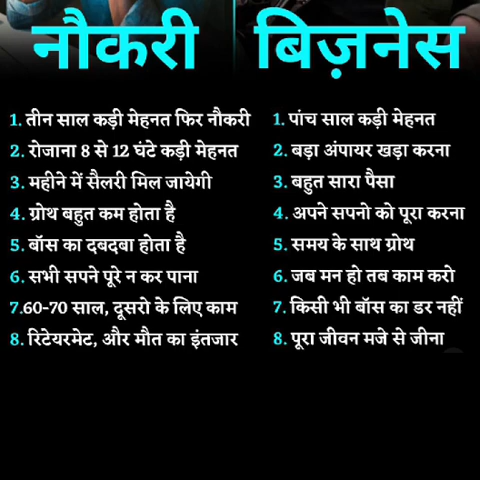 नौकरी
1. तीन साल कड़ी मेहनत फिर नौकरी
2. रोजाना 8 से 12 घंटे कड़ी मेहनत
3. महीने में सैलरी मिल जायेगी
4. ग्रोथ बहुत कम होता है
5. बॉस का दबदबा होता है
6. सभी सपने पूरे न कर पाना
7.60-70 साल, दूसरो के लिए काम
8. रिटेयरमेट, और मौत का इंतजार
बिज़नेस
1. पांच साल कड़ी मेहनत
2. बड़ा अंपायर खड़ा करना
3. बहुत सारा पैसा
4. अपने सपनो को पूरा करना
5. समय के साथ ग्रोथ
6. जब मन हो तब काम करो
7. किसी भी बॉस का डर नहीं
8. पूरा जीवन मजे से जीना